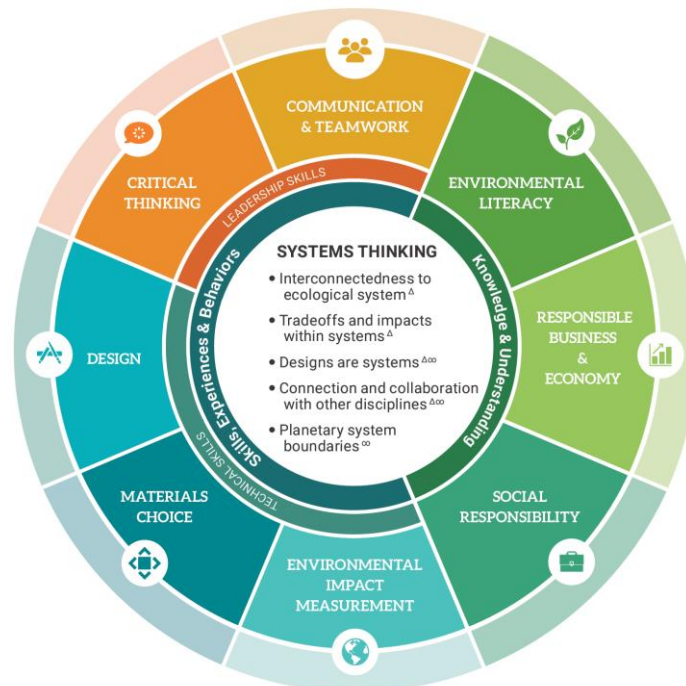 COMMUNICATION
& TEAMWORK
CRITICAL
THINKING
LEADERSHIP SKILLS
ENVIRONMENTAL
LITERACY
SYSTEMS THINKING
• Interconnectedness to
ecological system Δ
• Tradeoffs and impacts
within systems Δ
• Designs are systems Δ∞
• Connection and collaboration
with other disciplines Δ∞
• Planetary system
boundaries ∞
Skills, Experiences & Behaviors
Knowledge & Understanding
RESPONSIBLE
BUSINESS
&
ECONOMY
DESIGN
TECHNICAL SKILLS
MATERIALS
CHOICE
SOCIAL
RESPONSIBILITY
ENVIRONMENTAL
IMPACT
MEASUREMENT